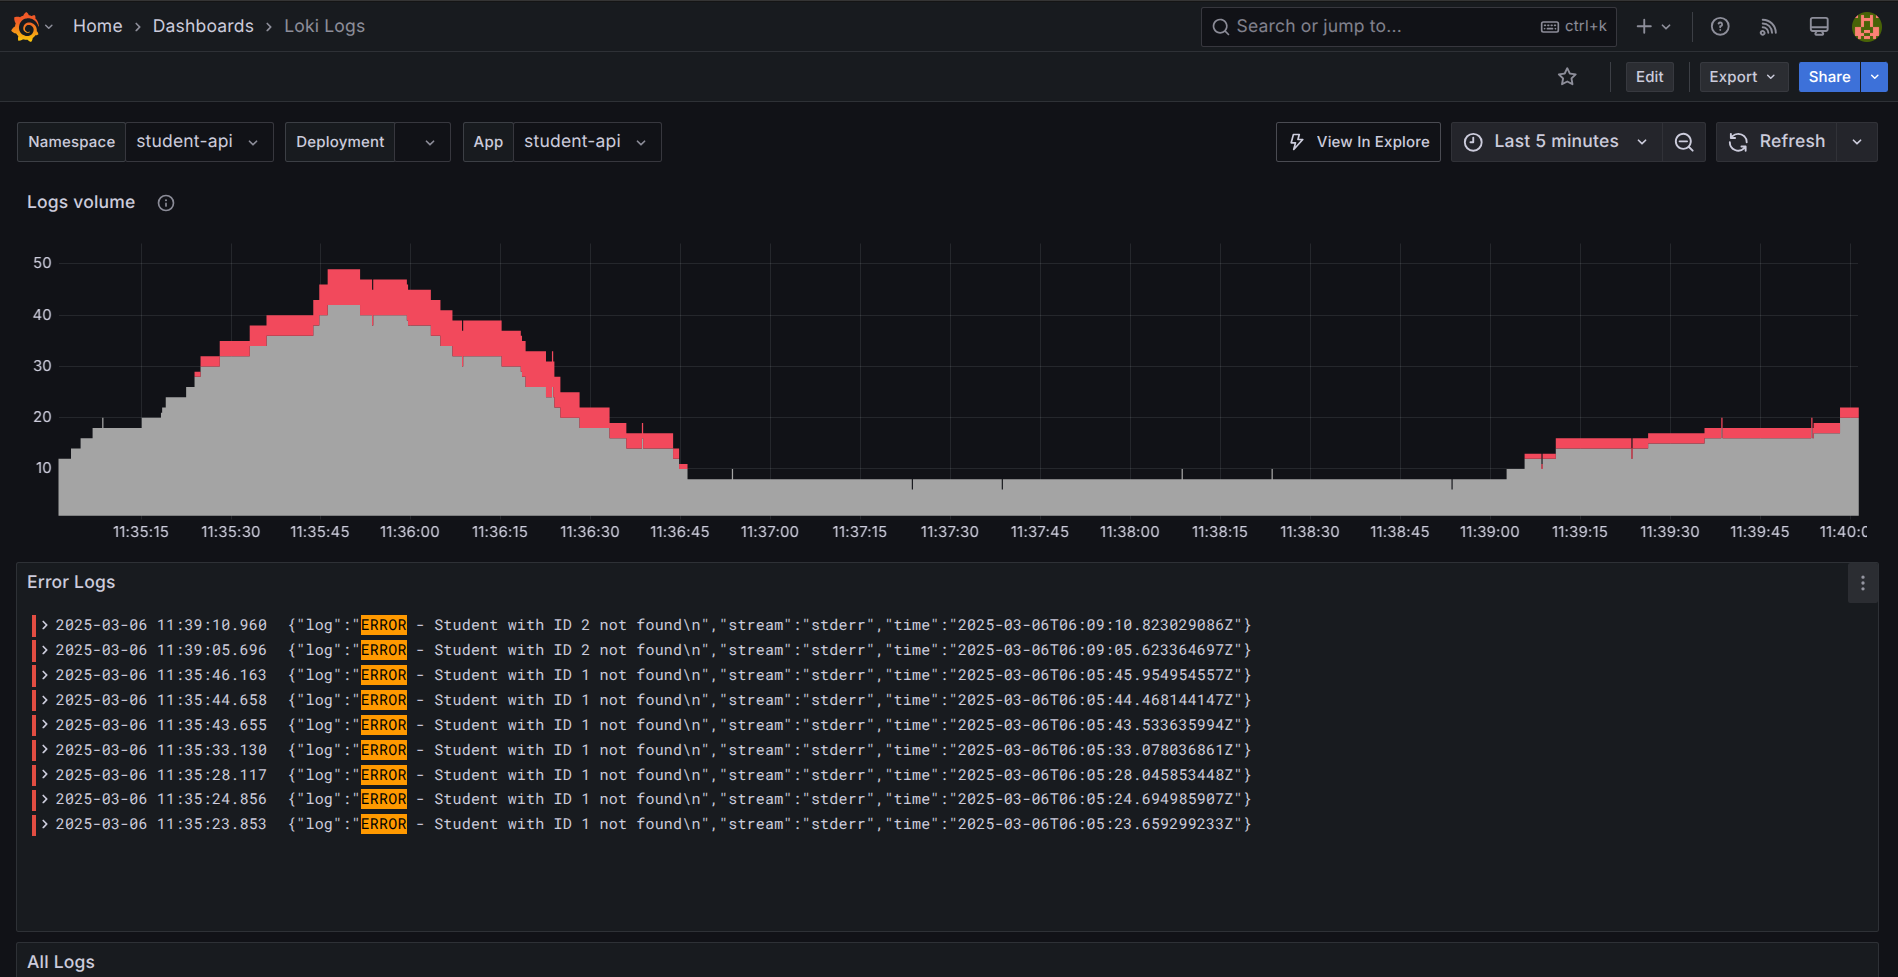 Home › Dashboards › Loki Logs Search or jump to... ctrl+k
Edit Export Share
Namespace student-api Deployment App student-api View In Explore Last 5 minutes Refresh
Logs volume
50
40
30
20
10
11:35:15 11:35:30 11:35:45 11:36:00 11:36:15 11:36:30 11:36:45 11:37:00 11:37:15 11:37:30 11:37:45 11:38:00 11:38:15 11:38:30 11:38:45 11:39:00 11:39:15 11:39:30 11:39:45 11:40:0
Error Logs
2025-03-06 11:39:10.960 {"log":"ERROR - Student with ID 2 not found\n","stream":"stderr","time":"2025-03-06T06:09:10.823029086Z"}
2025-03-06 11:39:05.696 {"log":"ERROR - Student with ID 2 not found\n","stream":"stderr","time":"2025-03-06T06:09:05.623364697Z"}
2025-03-06 11:35:46.163 {"log":"ERROR - Student with ID 1 not found\n","stream":"stderr","time":"2025-03-06T06:05:45.954954557Z"}
2025-03-06 11:35:44.658 {"log":"ERROR - Student with ID 1 not found\n","stream":"stderr","time":"2025-03-06T06:05:44.468144147Z"}
2025-03-06 11:35:43.655 {"log":"ERROR - Student with ID 1 not found\n","stream":"stderr","time":"2025-03-06T06:05:43.533635994Z"}
2025-03-06 11:35:33.130 {"log":"ERROR - Student with ID 1 not found\n","stream":"stderr","time":"2025-03-06T06:05:33.078036861Z"}
2025-03-06 11:35:28.117 {"log":"ERROR - Student with ID 1 not found\n","stream":"stderr","time":"2025-03-06T06:05:28.045853448Z"}
2025-03-06 11:35:24.856 {"log":"ERROR - Student with ID 1 not found\n","stream":"stderr","time":"2025-03-06T06:05:24.694985907Z"}
2025-03-06 11:35:23.853 {"log":"ERROR - Student with ID 1 not found\n","stream":"stderr","time":"2025-03-06T06:05:23.659299233Z"}
All Logs